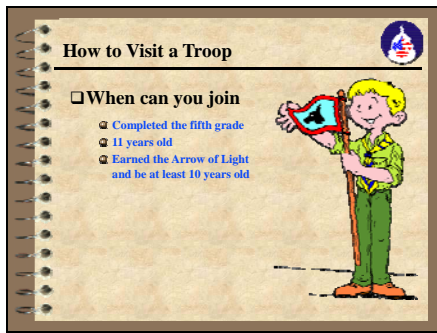 How to Visit a Troop
When can you join
Completed the fifth grade
11 years old
Earned the Arrow of Light
and be at least 10 years old